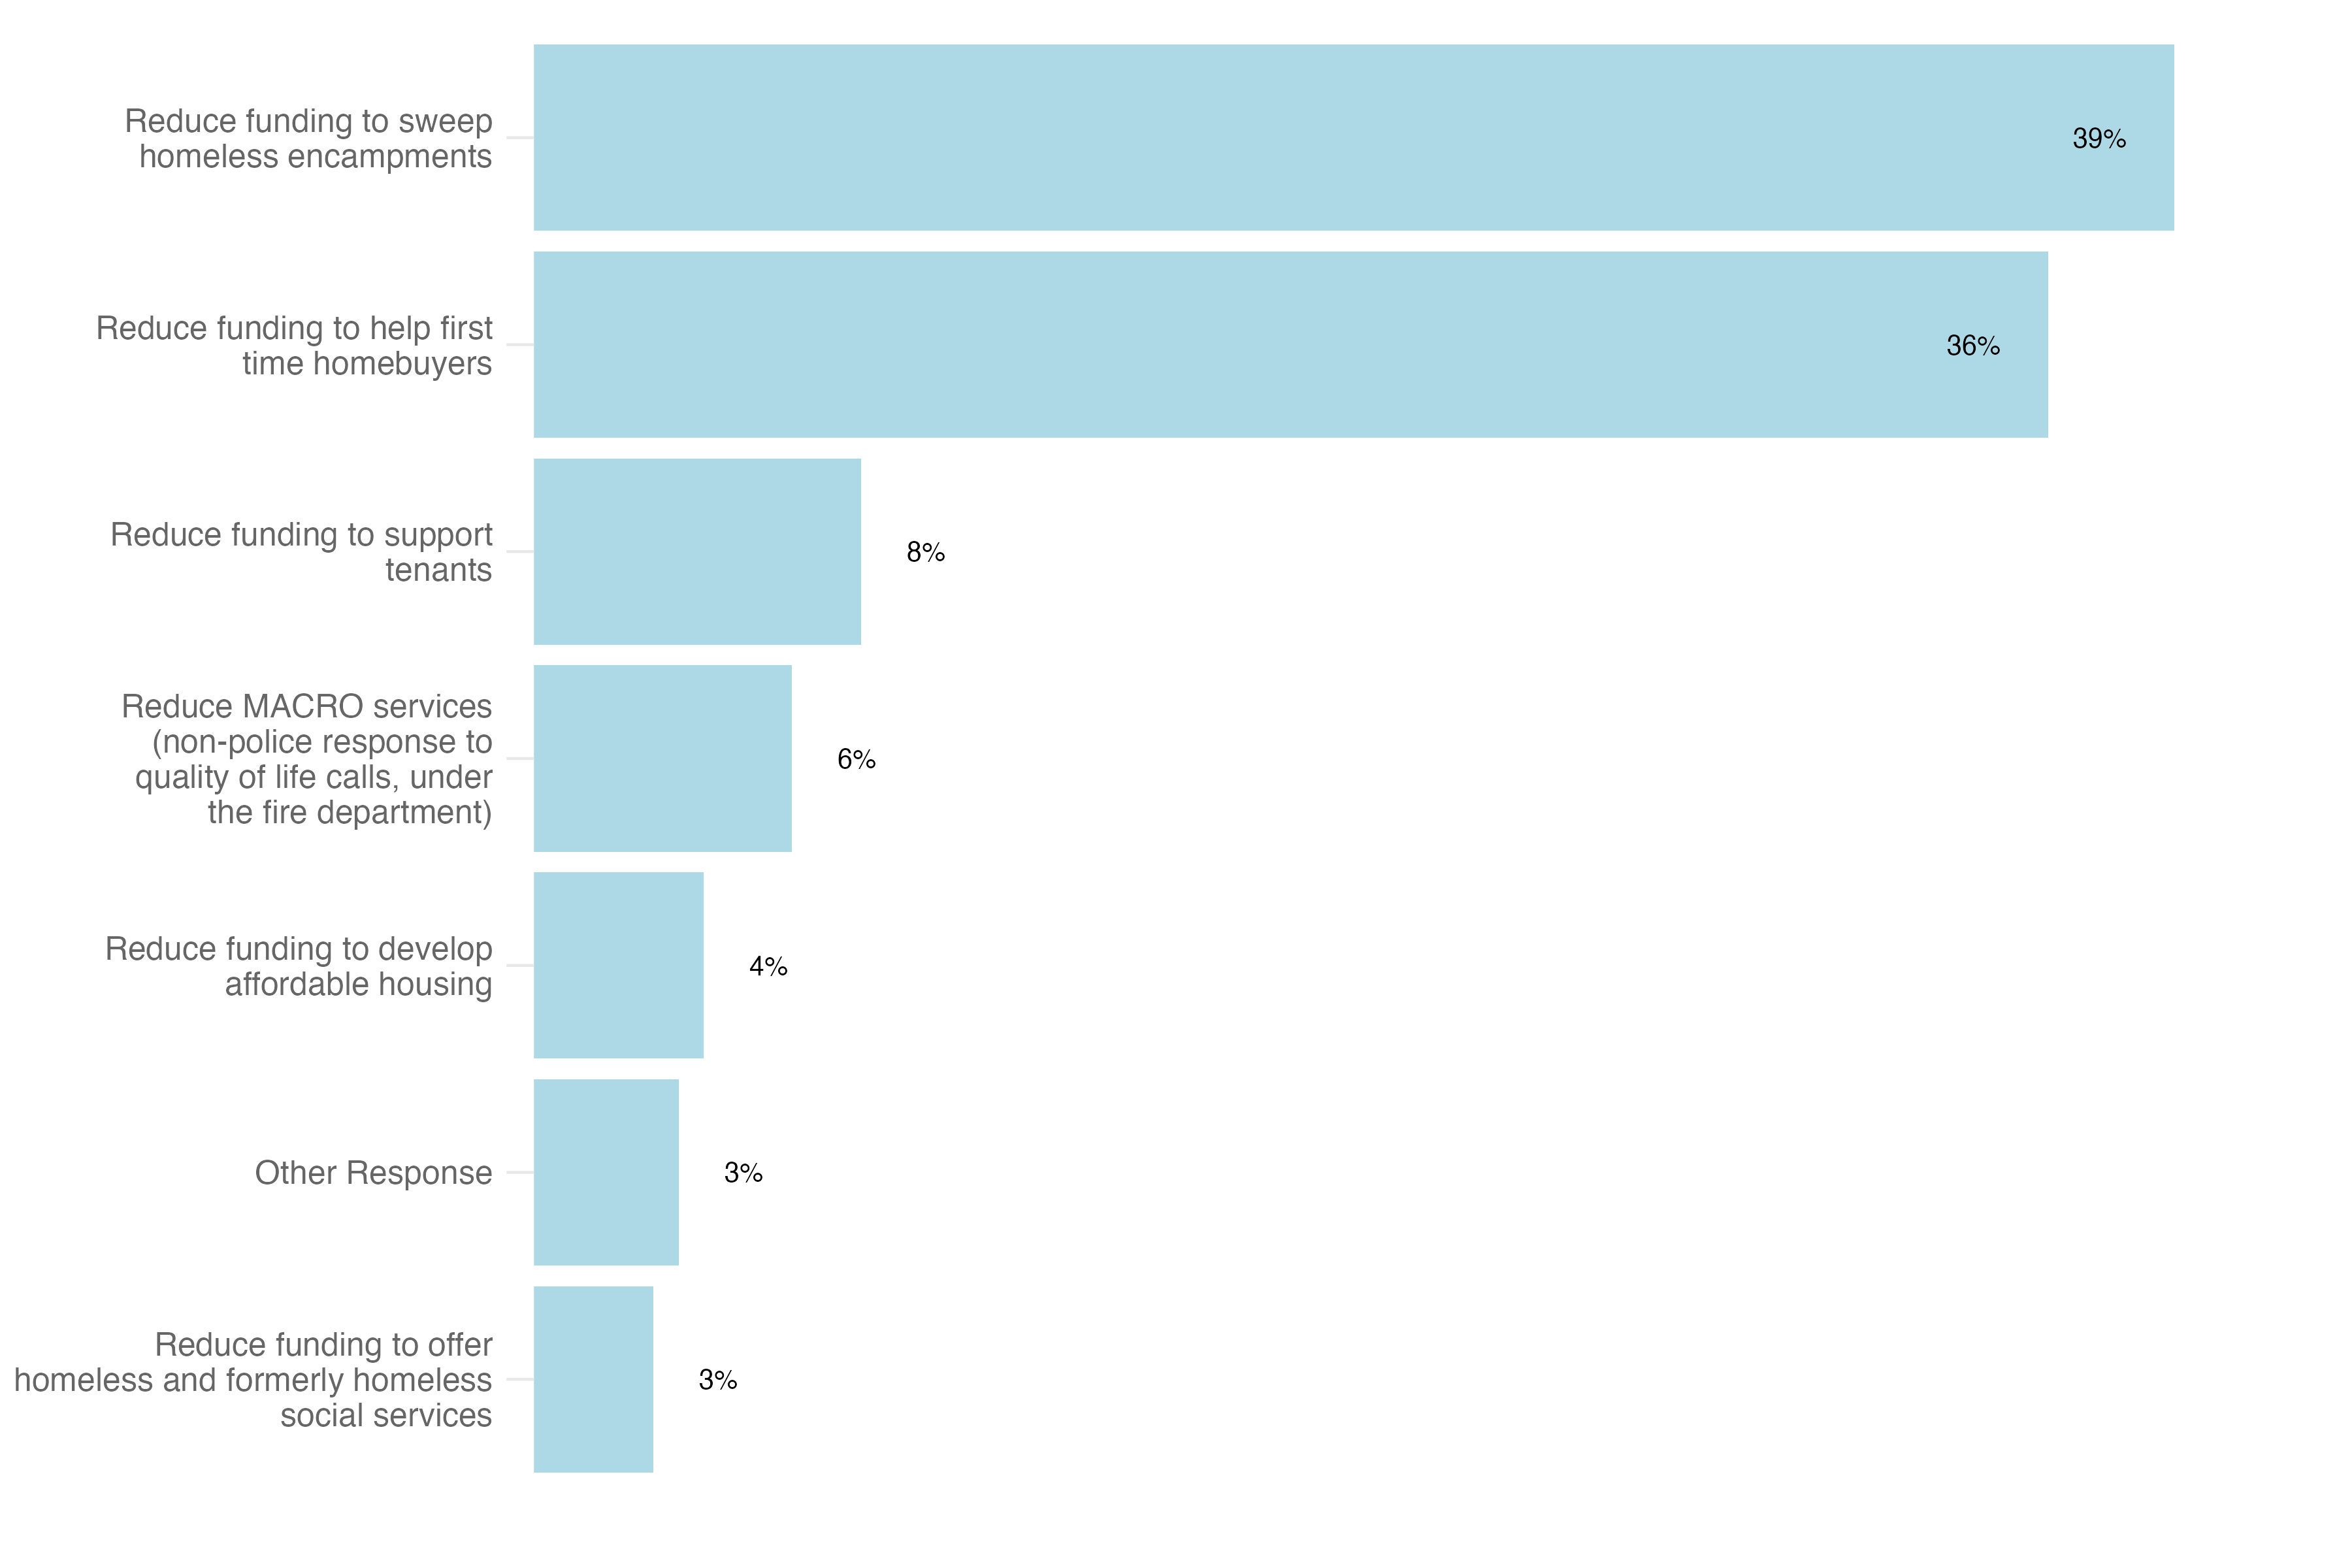 Reduce funding to sweep
homeless encampments
39%
Reduce funding to help first
time homebuyers
36%
Reduce funding to support
tenants
8%
Reduce MACRO services
(non-police response to
quality of life calls, under
the fire department)
6%
Reduce funding to develop
affordable housing
4%
Other Response
3%
Reduce funding to offer
homeless and formerly homeless
social services
3%